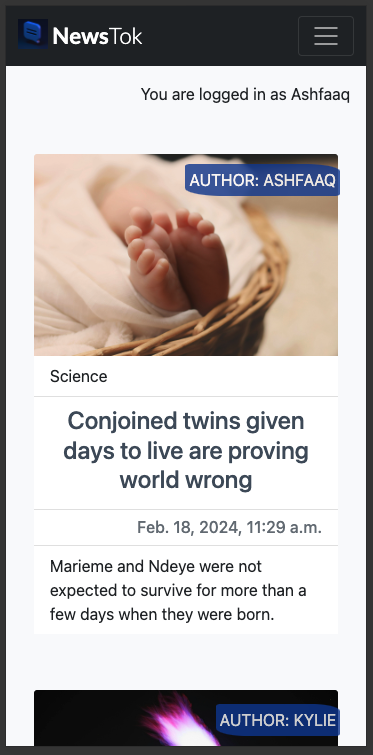 NewsTok
You are logged in as Ashfaaq
AUTHOR: ASHFAAQ
Science
Conjoined twins given
days to live are proving
world wrong
Feb. 18, 2024, 11:29 a.m.
Marieme and Ndeye were not
expected to survive for more than a
few days when they were born.
AUTHOR: KYLIE